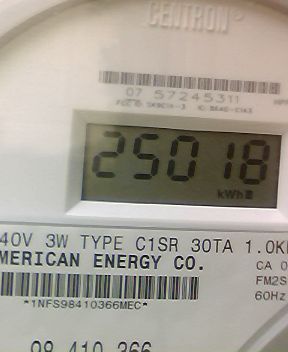 CENTRON®
07 57245311
25018
kWh
40V 3W TYPE C1SR 30TA 1.0K
MERICAN ENERGY CO.
CA 0
FM2S
60Hz
*1NFS98410366MEC*
98 410 366